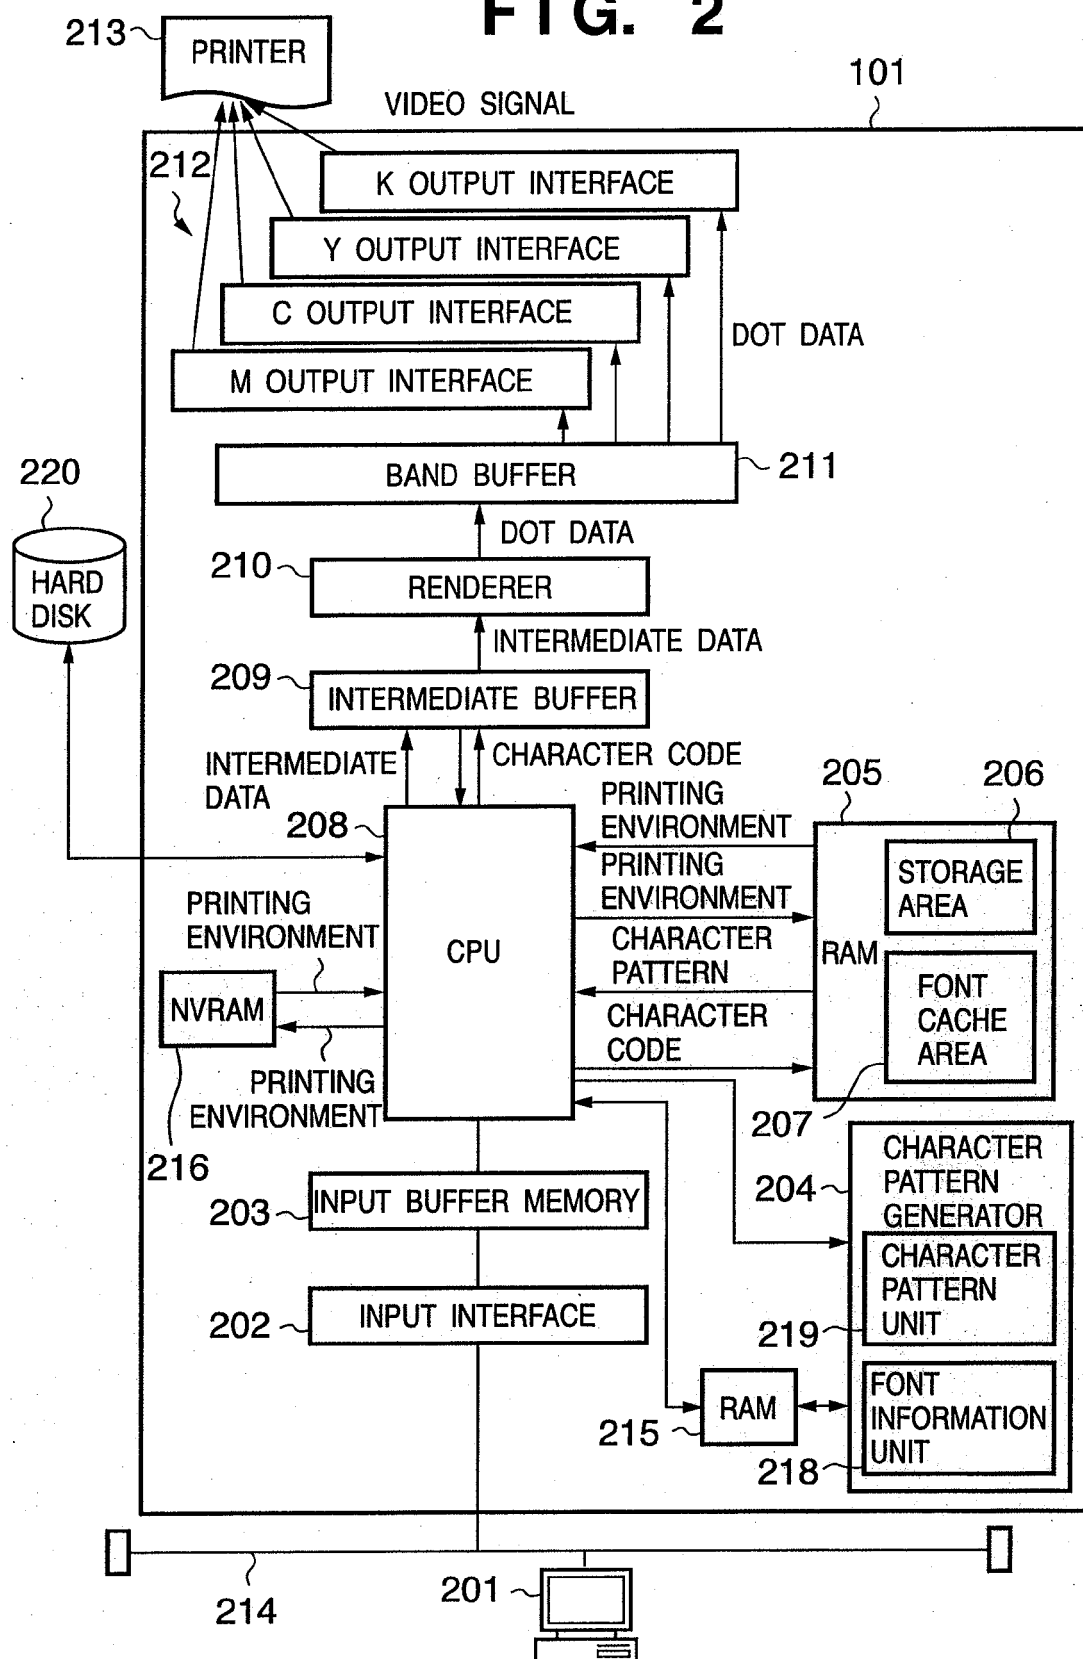 FIG. 2
213
PRINTER
101
VIDEO SIGNAL
212
K OUTPUT INTERFACE
Y OUTPUT INTERFACE
C OUTPUT INTERFACE
DOT DATA
M OUTPUT INTERFACE
BAND BUFFER
211
220
HARD
DISK
DOT DATA
210
RENDERER
INTERMEDIATE DATA
209
INTERMEDIATE BUFFER
INTERMEDIATE
DATA
CHARACTER CODE
208
CPU
PRINTING
ENVIRONMENT
PRINTING
ENVIRONMENT
CHARACTER
PATTERN
CHARACTER
CODE
205
206
STORAGE
AREA
RAM
FONT
CACHE
AREA
207
PRINTING
ENVIRONMENT
NVRAM
PRINTING
ENVIRONMENT
216
203
INPUT BUFFER MEMORY
204
CHARACTER
PATTERN
GENERATOR
CHARACTER
PATTERN
UNIT
219
202
INPUT INTERFACE
RAM
215
FONT
INFORMATION
UNIT
218
214
201